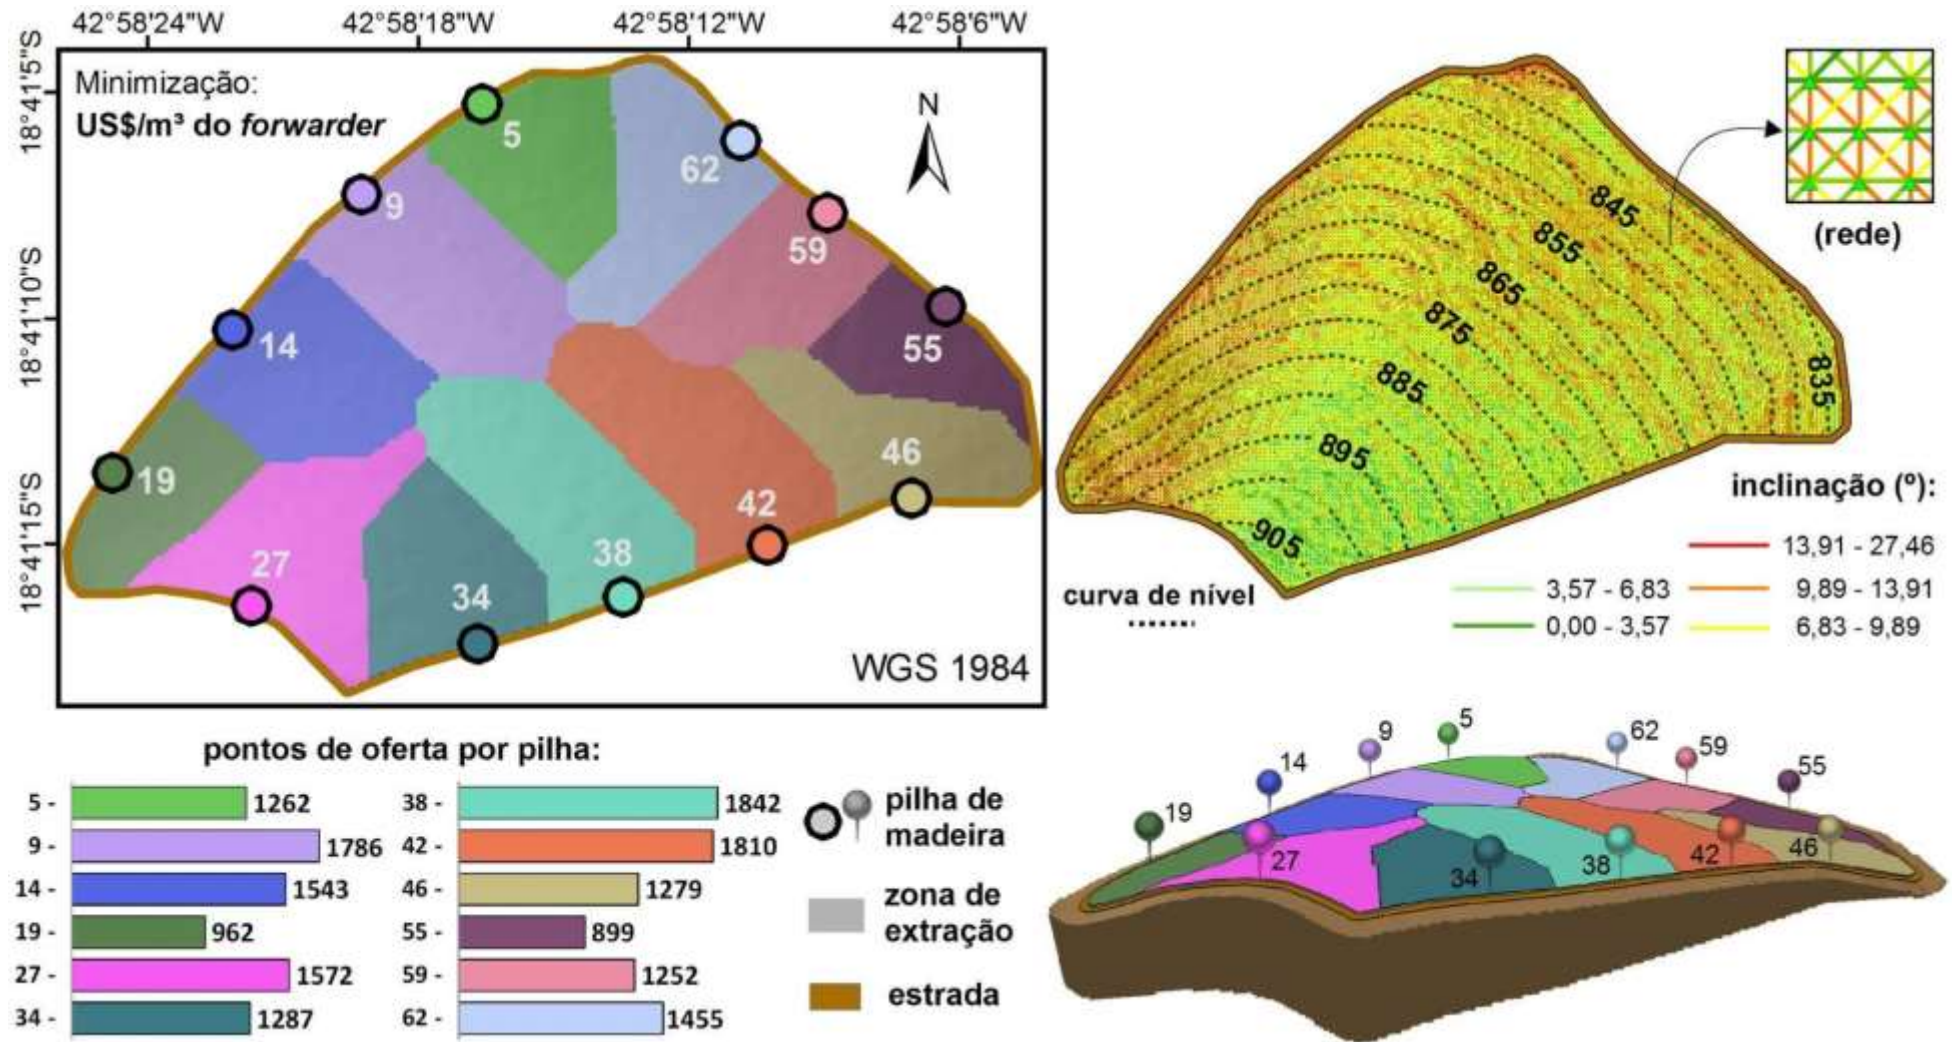 42°58'24"W
42°58'18"W
42°58'12"W
42°58'6"W
18°41'5"S
18°41'10"S
18°41'15"S
Minimização:
US$/m³ do forwarder
N
5
62
9
59
14
55
19
46
42
27
38
34
WGS 1984
845
855
865
875
885
895
905
835
(rede)
inclinação (º):
13,91 - 27,46
3,57 - 6,83
9,89 - 13,91
0,00 - 3,57
6,83 - 9,89
curva de nível
pontos de oferta por pilha:
5 - 1262
9 - 1786
14 - 1543
19 - 962
27 - 1572
34 - 1287
38 - 1842
42 - 1810
46 - 1279
55 - 899
59 - 1252
62 - 1455
pilha de
madeira
zona de
extração
estrada
5
9
62
59
14
55
19
27
34
38
42
46